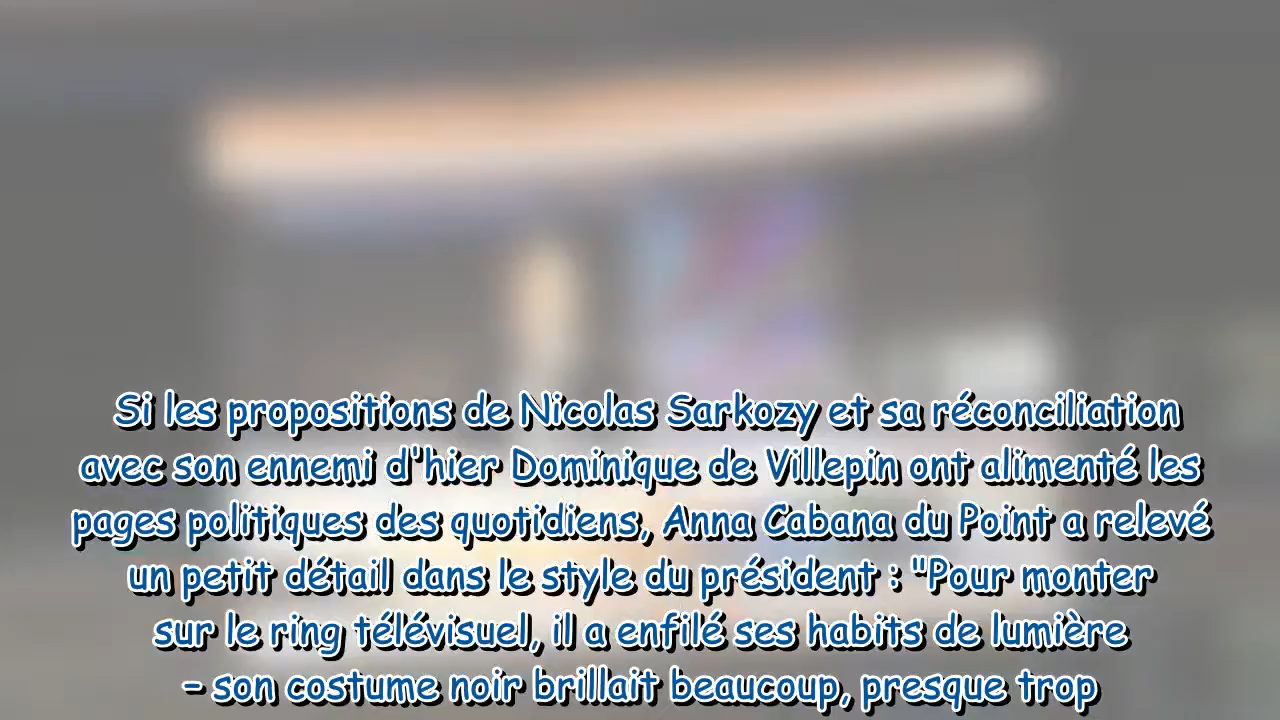 Si les propositions de Nicolas Sarkozy et sa réconciliation
avec son ennemi d'hier Dominique de Villepin ont alimenté les
pages politiques des quotidiens, Anna Cabana du Point a relevé
un petit détail dans le style du président : "Pour monter
sur le ring télévisuel, il a enfilé ses habits de lumière
– son costume noir brillait beaucoup, presque trop